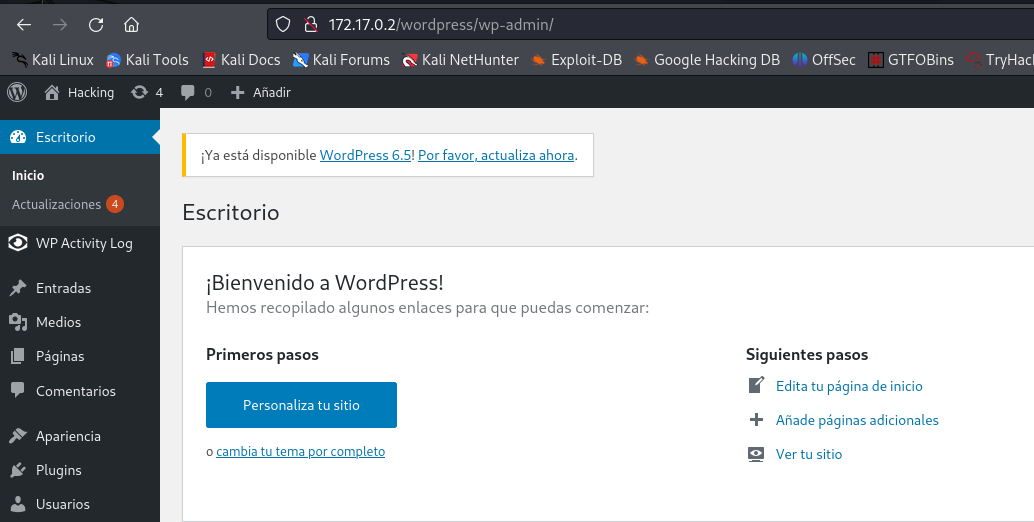 172.17.0.2/wordpress/wp-admin/
Kali Linux Kali Tools Kali Docs Kali Forums Kali NetHunter Exploit-DB Google Hacking DB OffSec GTFOBins TryHac
Hacking 4 0 Añadir
Escritorio
Inicio
Actualizaciones 4
WP Activity Log
Entradas
Medios
Páginas
Comentarios
Apariencia
Plugins
Usuarios
¡Ya está disponible WordPress 6.5! Por favor, actualiza ahora.
Escritorio
¡Bienvenido a WordPress!
Hemos recopilado algunos enlaces para que puedas comenzar:
Primeros pasos
Personaliza tu sitio
o cambia tu tema por completo
Siguientes pasos
Edita tu página de inicio
Añade páginas adicionales
Ver tu sitio